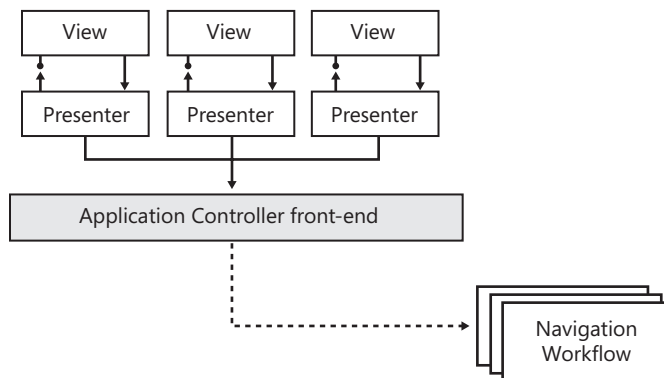 View
View
View
Presenter
Presenter
Presenter
Application Controller front-end
Navigation
Workflow